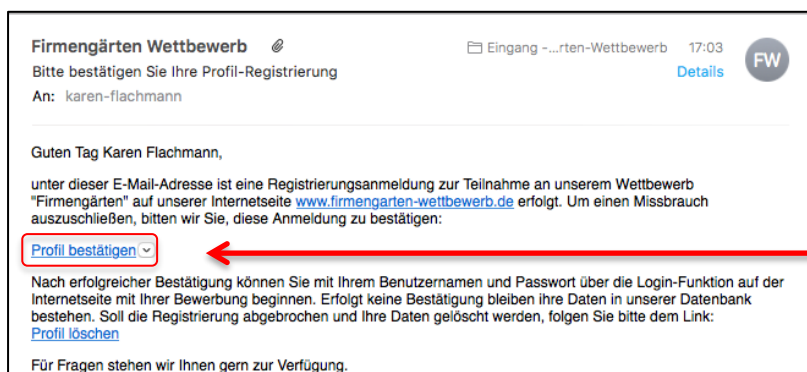 Firmengärten Wettbewerb
Eingang -...rten-Wettbewerb 17:03
FW
Bitte bestätigen Sie Ihre Profil-Registrierung
Details
An: karen-flachmann
Guten Tag Karen Flachmann,
unter dieser E-Mail-Adresse ist eine Registrierungsanmeldung zur Teilnahme an unserem Wettbewerb
"Firmengärten" auf unserer Internetseite www.firmengarten-wettbewerb.de erfolgt. Um einen Missbrauch
auszuschließen, bitten wir Sie, diese Anmeldung zu bestätigen:
Profil bestätigen
Nach erfolgreicher Bestätigung können Sie mit Ihrem Benutzernamen und Passwort über die Login-Funktion auf der
Internetseite mit Ihrer Bewerbung beginnen. Erfolgt keine Bestätigung bleiben ihre Daten in unserer Datenbank
bestehen. Soll die Registrierung abgebrochen und Ihre Daten gelöscht werden, folgen Sie bitte dem Link:
Profil löschen
Für Fragen stehen wir Ihnen gern zur Verfügung.